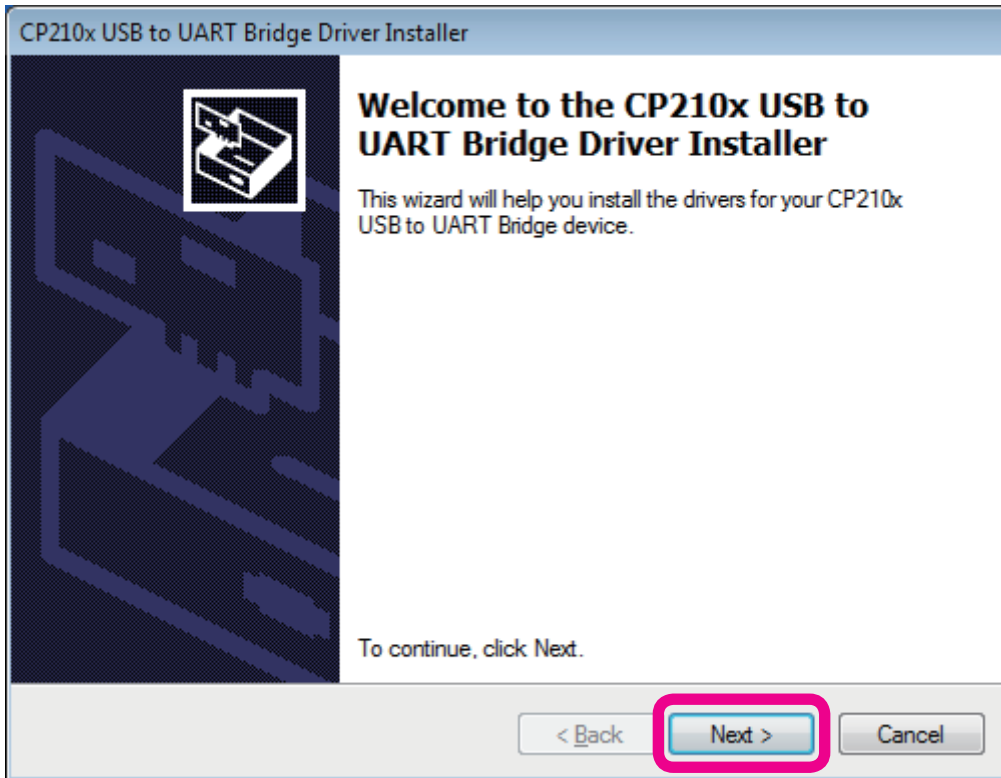 CP210x USB to UART Bridge Driver Installer
Welcome to the CP210x USB to
UART Bridge Driver Installer
This wizard will help you install the drivers for your CP210x
USB to UART Bridge device.
To continue, click Next.
< Back Next > Cancel